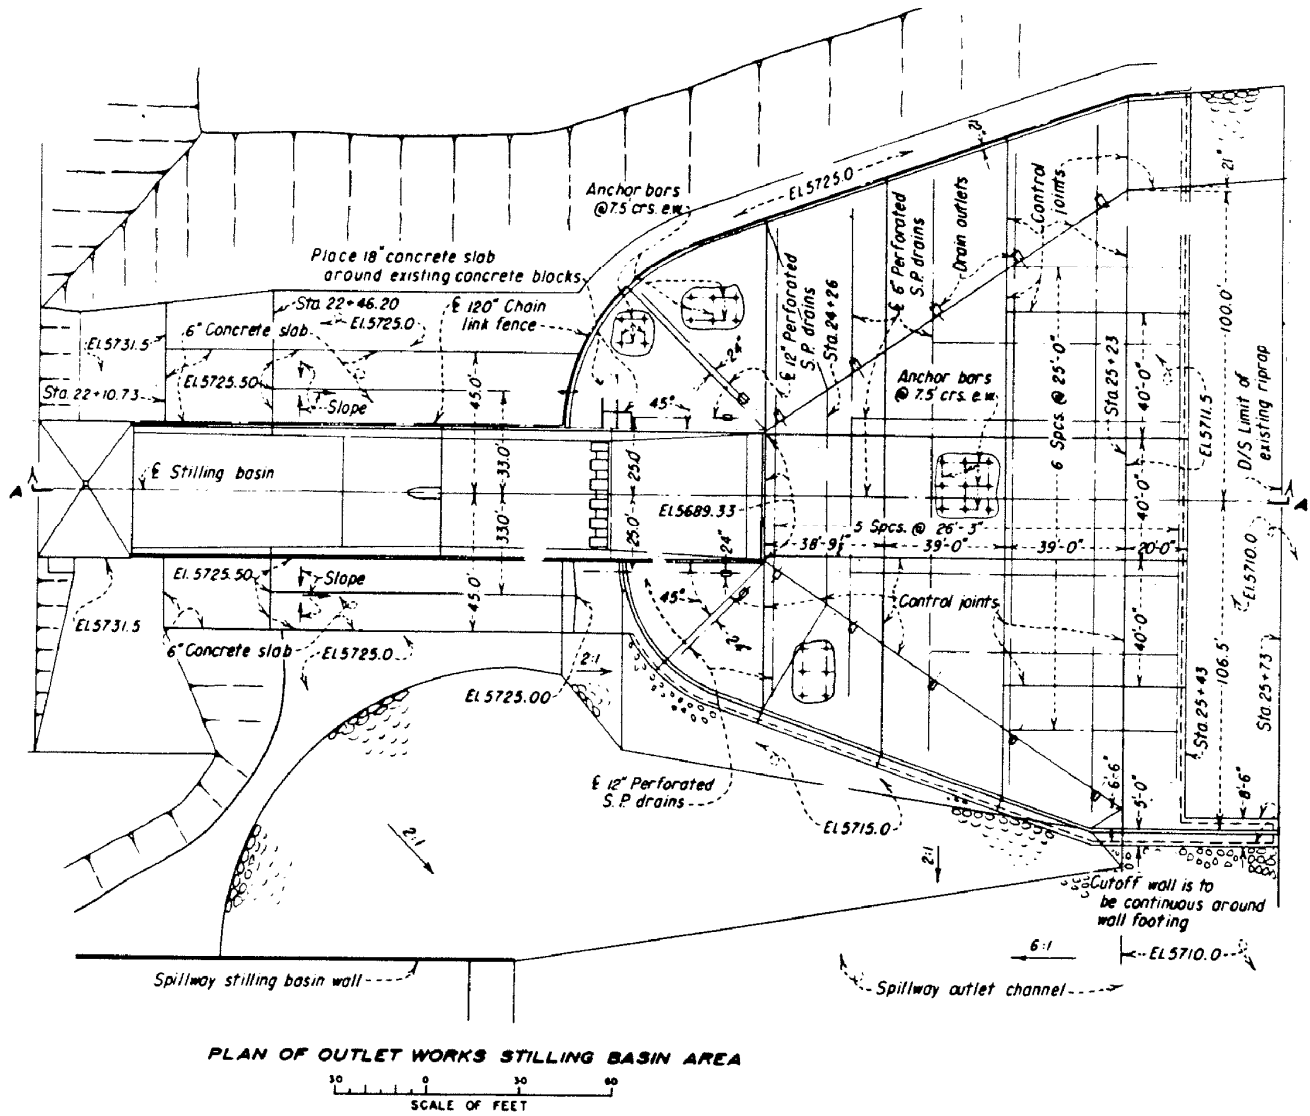 Anchor bars
@ 7.5 crs. e.w.
El. 5725.0
2'
21"
Control
joints
Drain outlets
℄ 6" Perforated
S.P. drains
℄ 12" Perforated
S.P. drains
Sta. 24+26
Place 18" concrete slab
around existing concrete blocks
Sta. 22+46.20
El. 5725.0
℄ 120" Chain
link fence
6" Concrete slab
El. 5731.5
El. 5725.50
Sta. 22+10.73
Slope
45.0'
33.0'
45°
24"
25.0'
Anchor bars
@ 7.5' crs. e.w.
6 Spcs. @ 25'-0"
Sta. 25+23
40'-0"
El. 5711.5
100.0'
D/S Limit of
existing riprap
A
℄ Stilling basin
El. 5689.33
5 Spcs. @ 26'-3"
40'-0"
A
33.0'
25.0'
24"
38'-9½"
39'-0"
39'-0"
20'-0"
El. 5710.0
El. 5725.50
Slope
45.0'
45°
24"
Control joints
40'-0"
El. 5731.5
6" Concrete slab
El. 5725.0
2:1
El. 5725.00
106.5'
Sta. 25+43
Sta. 25+73
℄ 12" Perforated
S.P. drains
El. 5715.0
6'-6"
5'-0"
8'-6"
2:1
2:1
Cutoff wall is to
be continuous around
wall footing
6:1
El. 5710.0
Spillway stilling basin wall
Spillway outlet channel
PLAN OF OUTLET WORKS STILLING BASIN AREA
30 0 30 60
SCALE OF FEET